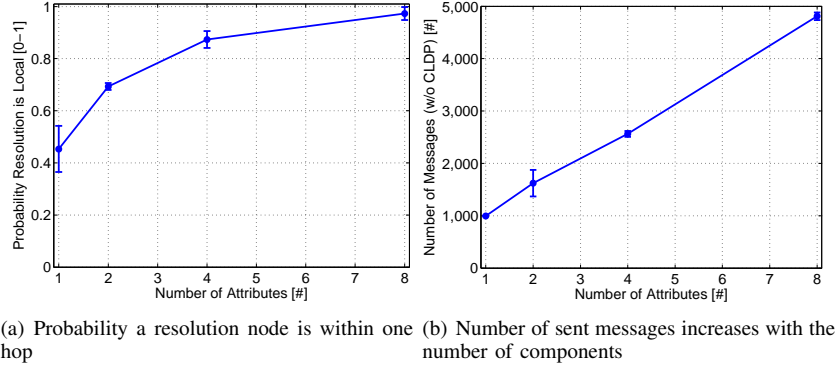 Probability Resolution is Local [0−1]
1
0.8
0.6
0.4
0.2
0
1 2 3 4 5 6 7 8
Number of Attributes [#]
(a) Probability a resolution node is within one
hop
Number of Messages (w/o CLDP) [#]
5,000
4,000
3,000
2,000
1,000
0
1 2 3 4 5 6 7 8
Number of Attributes [#]
(b) Number of sent messages increases with the
number of components